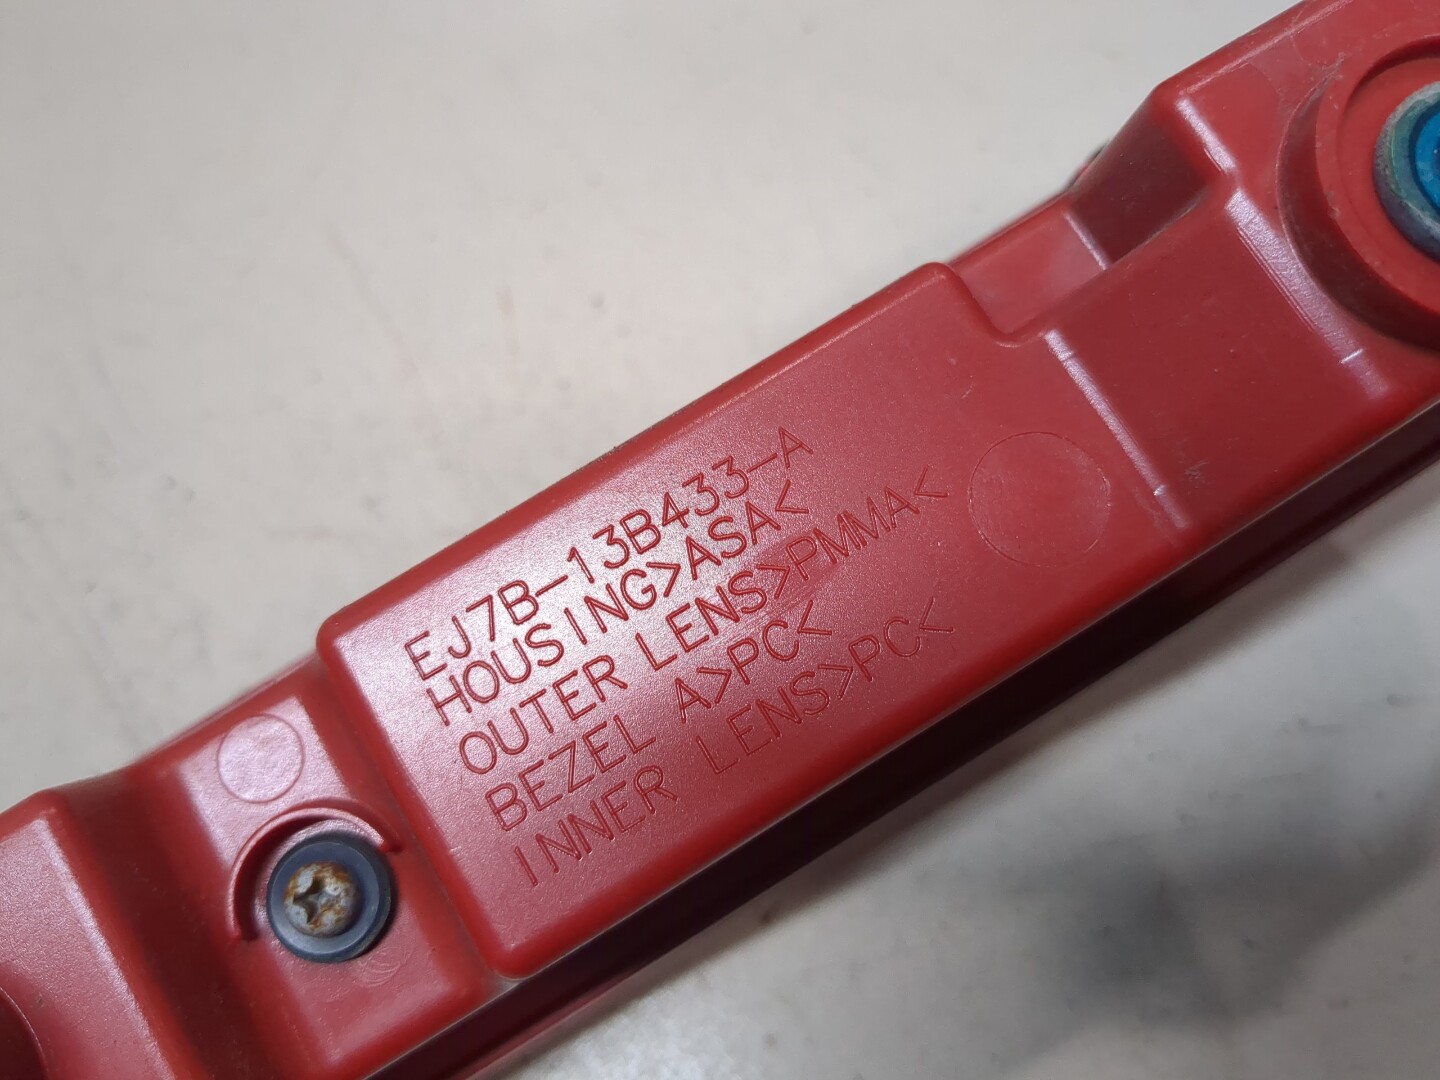 EJ7B-13B433-A
HOUSING>ASA<
OUTER LENS>PMMA<
BEZEL A>PC<
INNER LENS>PC<